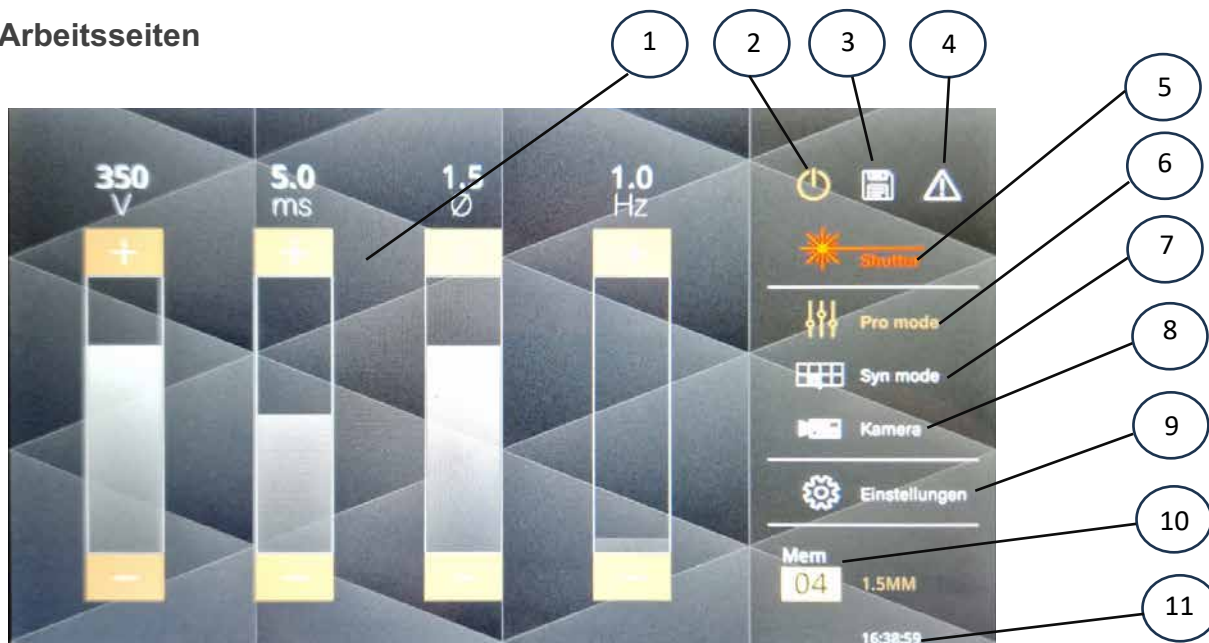 Arbeitsseiten
1 2 3 4
5
6
7
8
9
10
11
350 5.0 1.5 1.0
V ms Ø Hz
+ + + +
- - - -
Shutter
Pro mode
Syn mode
Kamera
Einstellungen
Mem
04 1.5MM
16:38:59